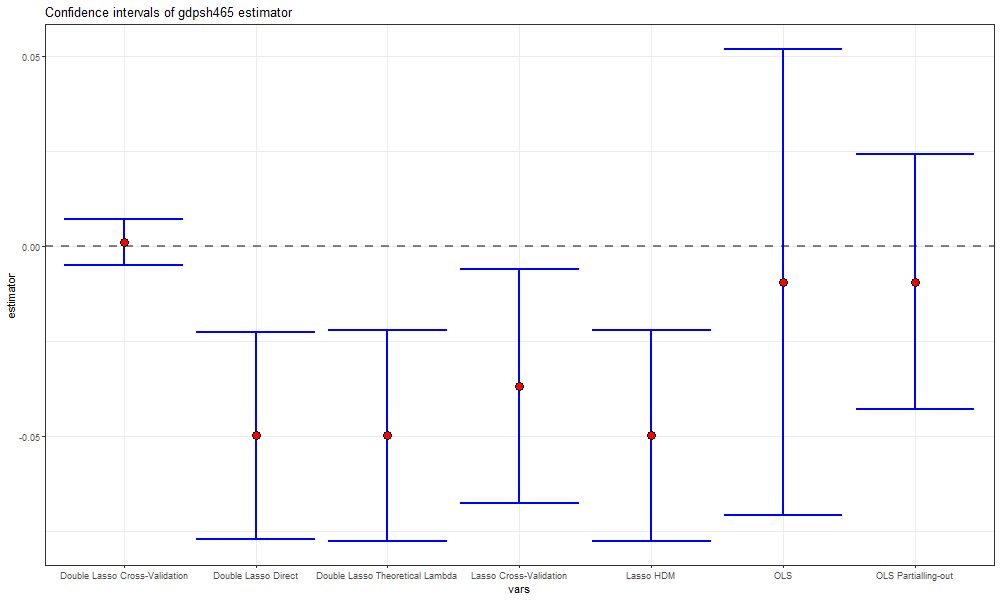 Confidence intervals of gdpsh465 estimator
0.05
0.00
-0.05
estimator
Double Lasso Cross-Validation
Double Lasso Direct
Double Lasso Theoretical Lambda
Lasso Cross-Validation
Lasso HDM
OLS
OLS Partialling-out
vars